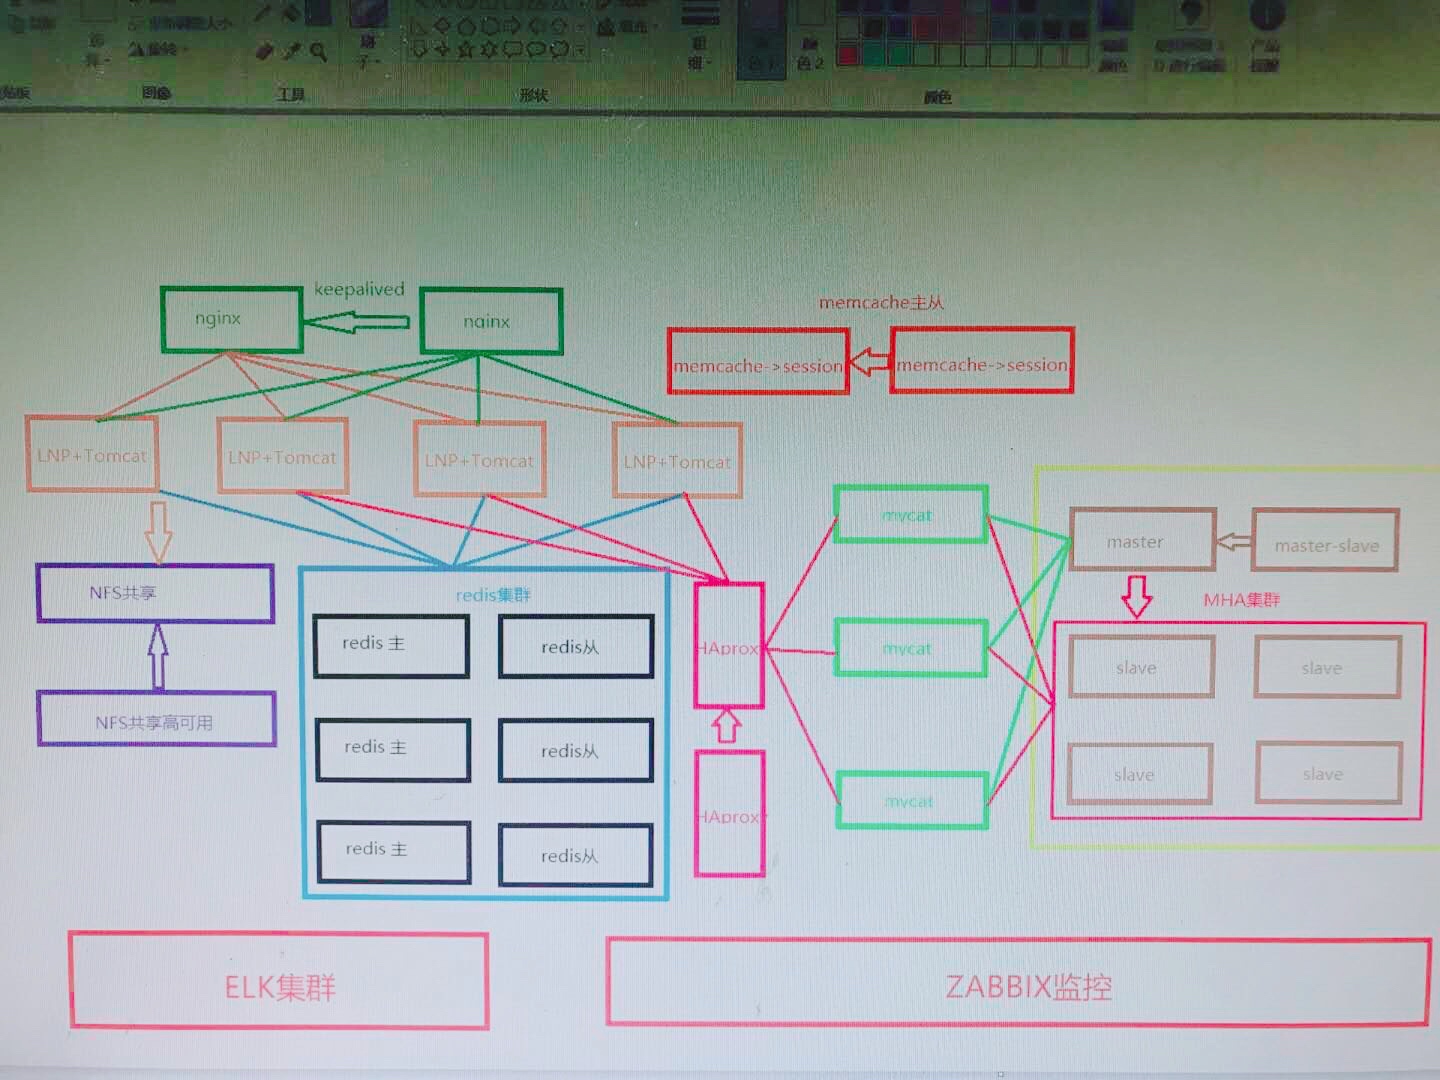 图像
工具
形状
颜色
色 2
keepalived
nginx
nginx
memcache主从
memcache->session
memcache->session
LNP+Tomcat
LNP+Tomcat
LNP+Tomcat
LNP+Tomcat
mycat
master
master-slave
NFS共享
redis集群
MHA集群
redis 主
redis从
HAprox
mycat
slave
slave
NFS共享高可用
redis 主
redis从
slave
slave
mycat
HAproxy
redis 主
redis从
ELK集群
ZABBIX监控